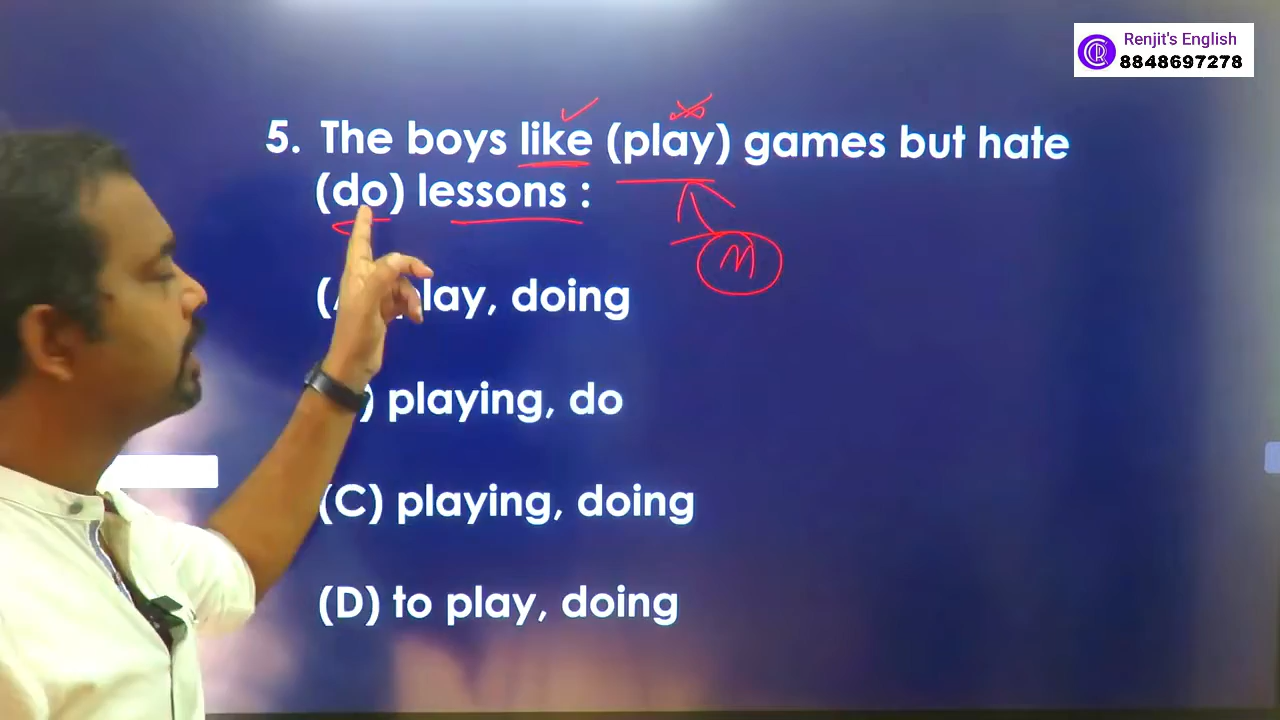 Renjit's English
8848697278
5. The boys like (play) games but hate
(do) lessons :
play, doing
) playing, do
(C) playing, doing
(D) to play, doing